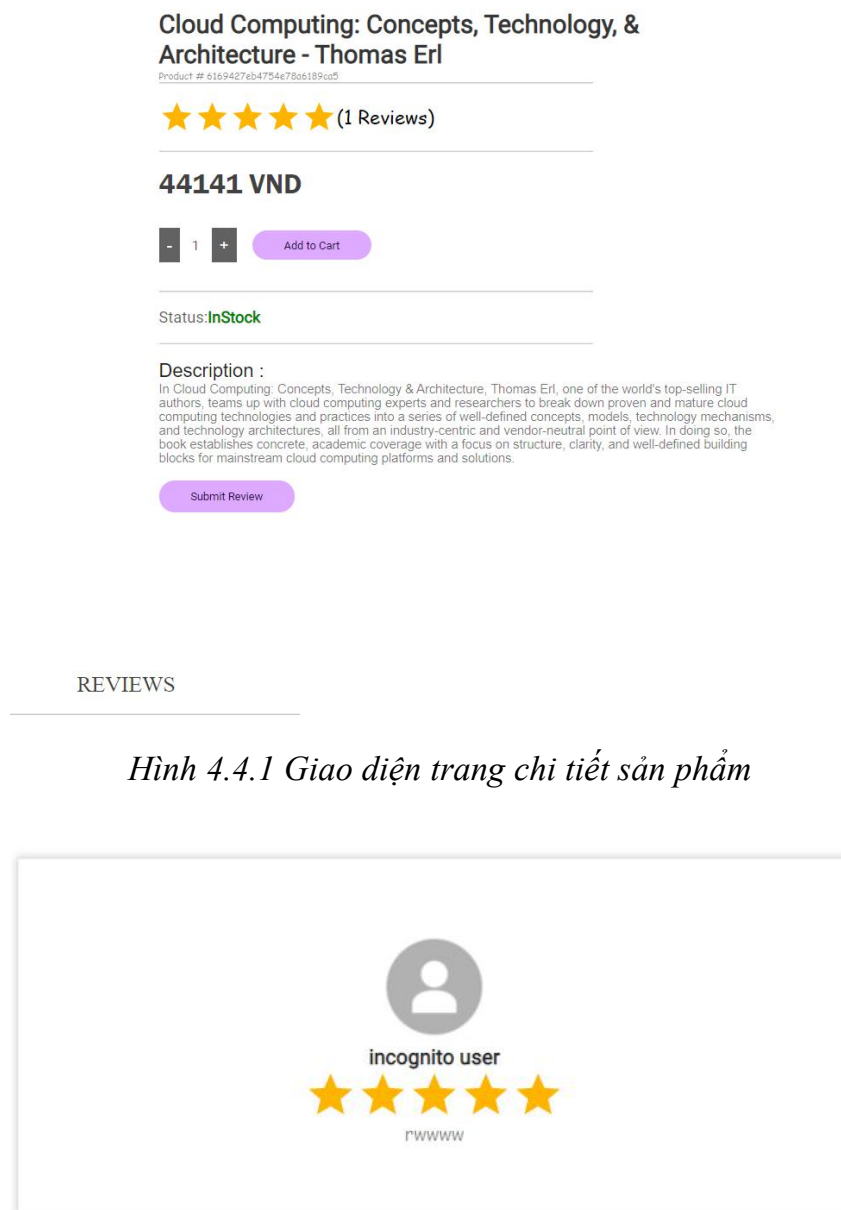 Cloud Computing: Concepts, Technology, &
Architecture - Thomas Erl
Product # 6169427eb4754e78a6189ca5
(1 Reviews)
44141 VND
- 1 + Add to Cart
Status:InStock
Description :
In Cloud Computing: Concepts, Technology & Architecture, Thomas Erl, one of the world's top-selling IT
authors, teams up with cloud computing experts and researchers to break down proven and mature cloud
computing technologies and practices into a series of well-defined concepts, models, technology mechanisms,
and technology architectures, all from an industry-centric and vendor-neutral point of view. In doing so, the
book establishes concrete, academic coverage with a focus on structure, clarity, and well-defined building
blocks for mainstream cloud computing platforms and solutions.
Submit Review
REVIEWS
Hình 4.4.1 Giao diện trang chi tiết sản phẩm
incognito user
rwwww